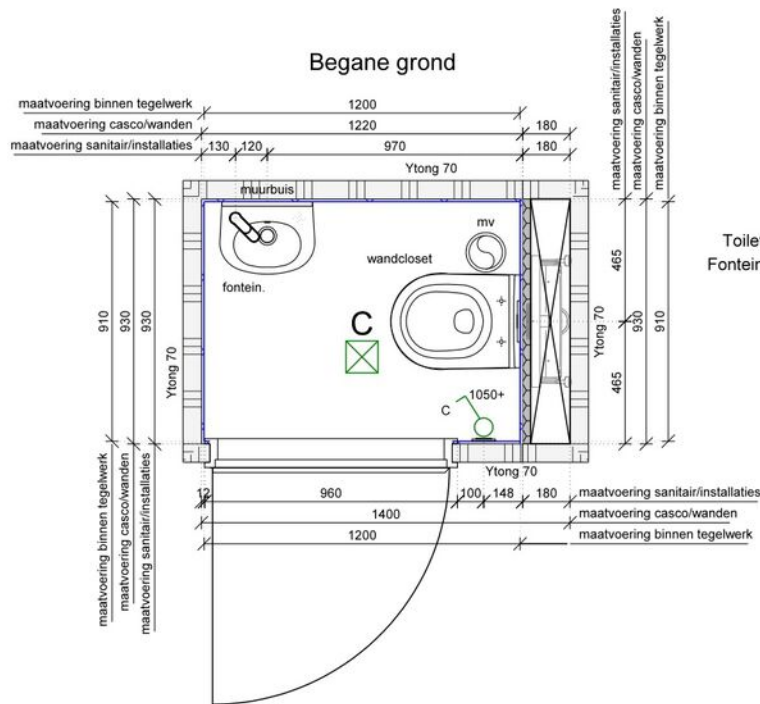 Begane grond
maatvoering binnen tegelwerk
1200
maatvoering casco/wanden
1220
180
maatvoering sanitair/installaties
130
120
970
180
Ytong 70
maatvoering sanitair/installaties
maatvoering casco/wanden
maatvoering binnen tegelwerk
muurbuis
mv
wandcloset
fontein.
C
1050+
C
910
930
930
Ytong 70
465
465
930
910
Ytong 70
Toilet
Fontein
Ytong 70
12
960
100
148
180
maatvoering sanitair/installaties
1400
maatvoering casco/wanden
1200
maatvoering binnen tegelwerk
maatvoering binnen tegelwerk
maatvoering casco/wanden
maatvoering sanitair/installaties